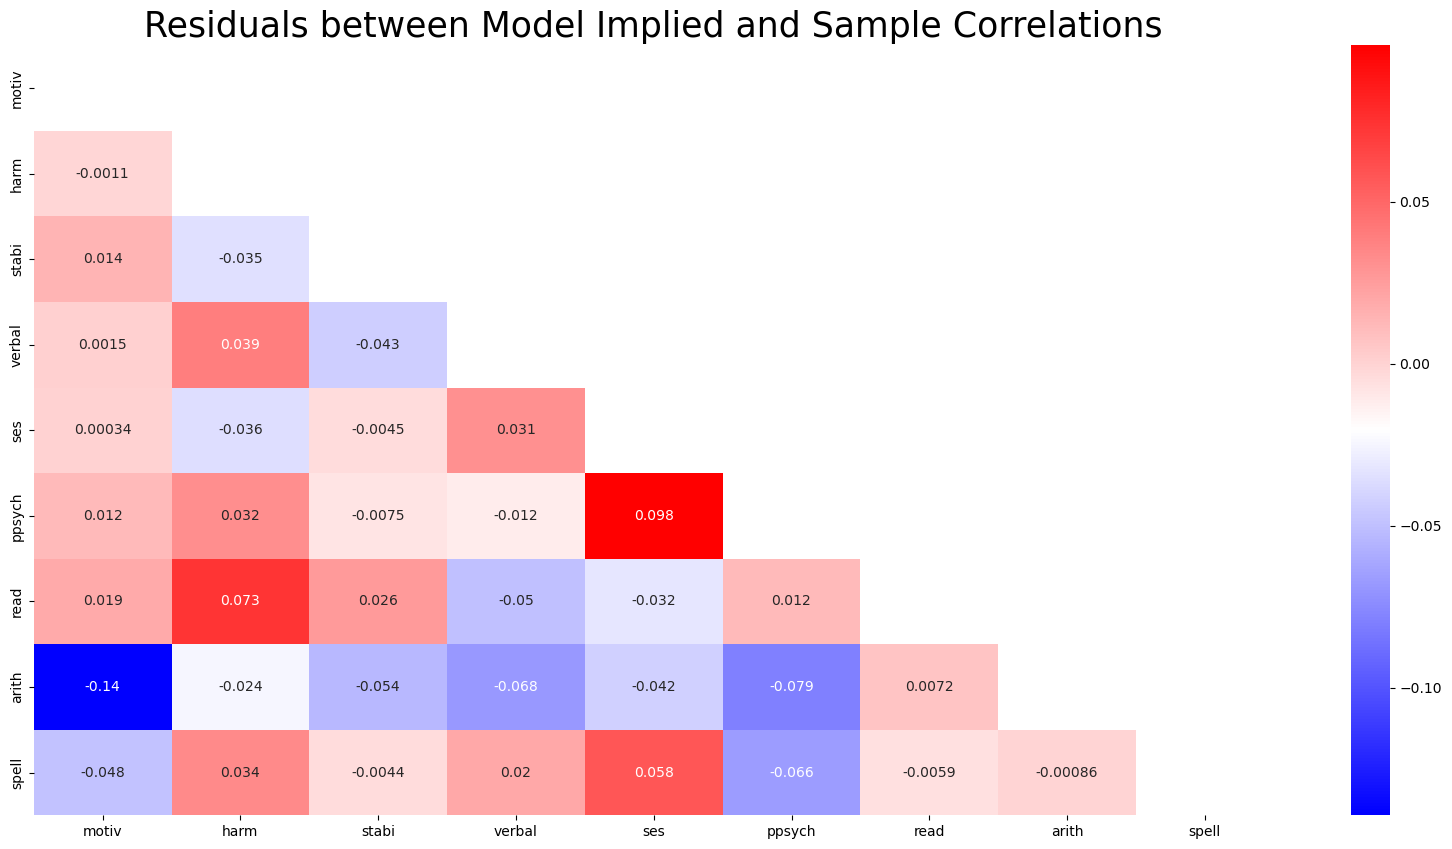 Residuals between Model Implied and Sample Correlations
motiv
harm -0.0011
stabi 0.014 -0.035
verbal 0.0015 0.039 -0.043
ses 0.00034 -0.036 -0.0045 0.031
ppsych 0.012 0.032 -0.0075 -0.012 0.098
read 0.019 0.073 0.026 -0.05 -0.032 0.012
arith -0.14 -0.024 -0.054 -0.068 -0.042 -0.079 0.0072
spell -0.048 0.034 -0.0044 0.02 0.058 -0.066 -0.0059 -0.00086
motiv harm stabi verbal ses ppsych read arith spell
0.05
0.00
−0.05
−0.10